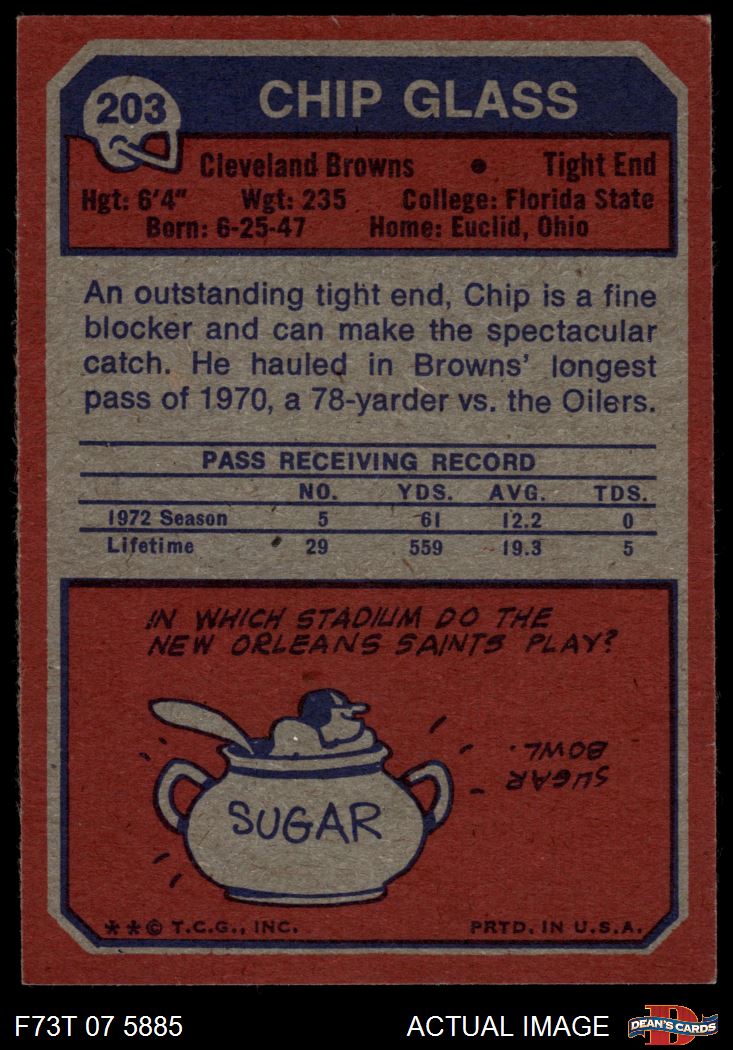 203
CHIP GLASS
Cleveland Browns • Tight End
Hgt: 6'4" Wgt: 235 College: Florida State
Born: 6-25-47 Home: Euclid, Ohio
An outstanding tight end, Chip is a fine
blocker and can make the spectacular
catch. He hauled in Browns' longest
pass of 1970, a 78-yarder vs. the Oilers.
PASS RECEIVING RECORD
NO. YDS. AVG. TDS.
1972 Season 5 61 12.2 0
Lifetime 29 559 19.3 5
IN WHICH STADIUM DO THE
NEW ORLEANS SAINTS PLAY?
SUGAR
BOWL.
SUGAR
**© T.C.G., INC. PRTD. IN U.S.A.
F73T 07 5885 ACTUAL IMAGE
D
DEAN'S CARDS